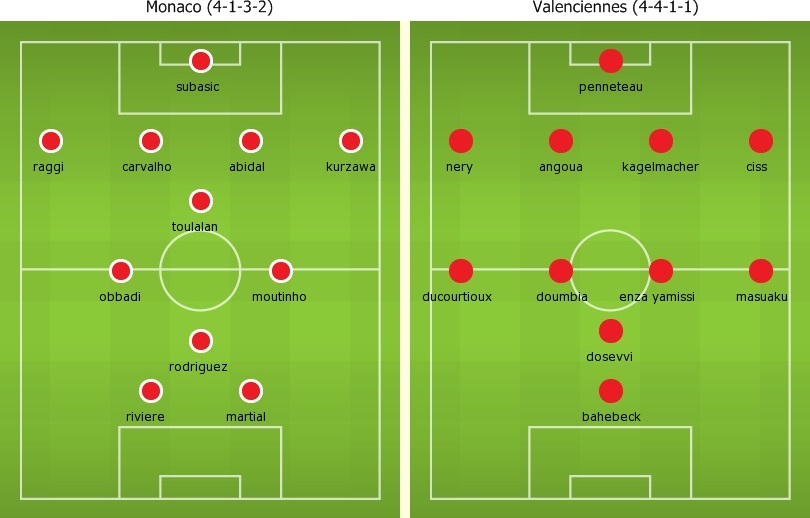 Monaco (4-1-3-2)
subasic
raggi carvalho abidal kurzawa
toulalan
obbadi moutinho
rodriguez
riviere martial
Valenciennes (4-4-1-1)
penneteau
nery angoua kagelmacher ciss
ducourtioux doumbia enza yamissi masuaku
dosevvi
bahebeck